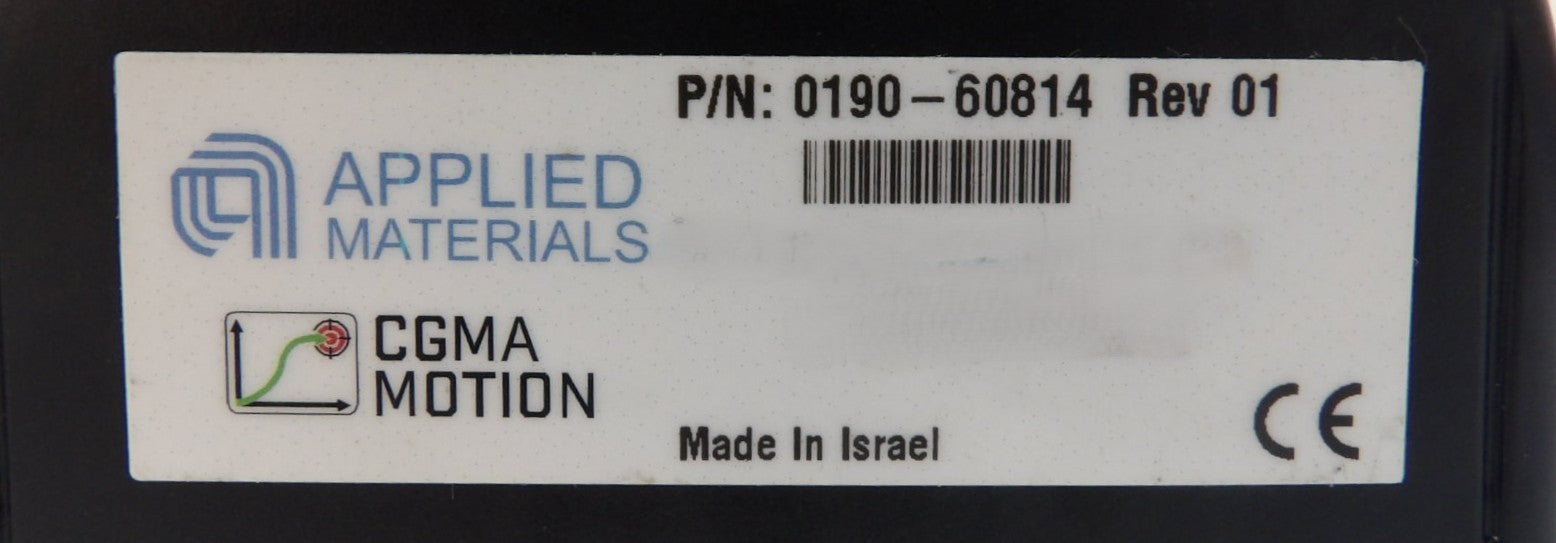 P/N: 0190-60814 Rev 01
APPLIED
MATERIALS
CGMA
MOTION
Made In Israel
CE